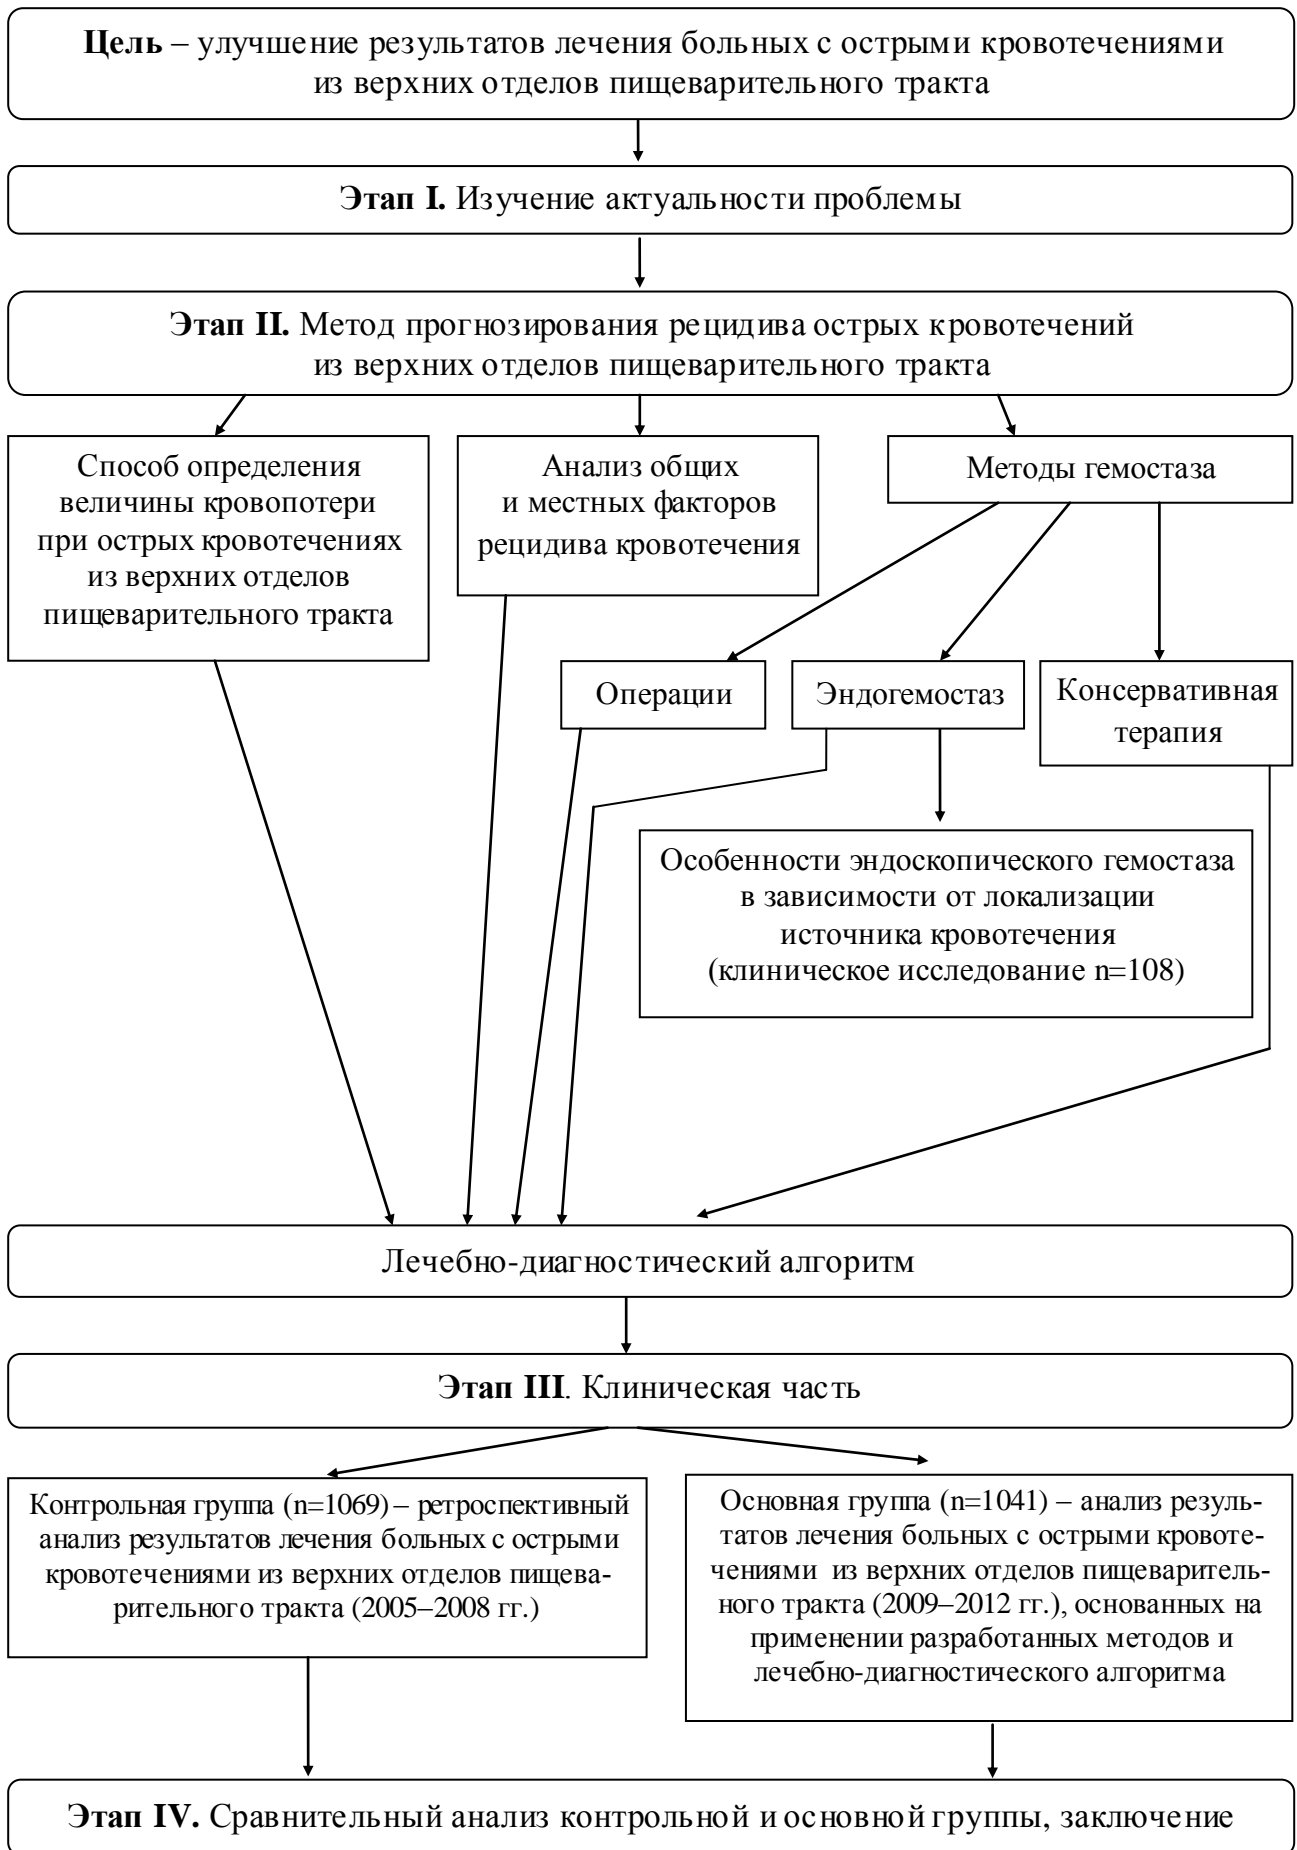 Цель – улучшение результатов лечения больных с острыми кровотечениями
из верхних отделов пищеварительного тракта
Этап I. Изучение актуальности проблемы
Этап II. Метод прогнозирования рецидива острых кровотечений
из верхних отделов пищеварительного тракта
Способ определения
величины кровопотери
при острых кровотечениях
из верхних отделов
пищеварительного тракта
Анализ общих
и местных факторов
рецидива кровотечения
Методы гемостаза
Операции
Эндогемостаз
Консервативная
терапия
Особенности эндоскопического гемостаза
в зависимости от локализации
источника кровотечения
(клиническое исследование n=108)
Лечебно-диагностический алгоритм
Этап III. Клиническая часть
Контрольная группа (n=1069) – ретроспективный
анализ результатов лечения больных с острыми
кровотечениями из верхних отделов пищева-
рительного тракта (2005–2008 гг.)
Основная группа (n=1041) – анализ резуль-
татов лечения больных с острыми кровоте-
чениями из верхних отделов пищеваритель-
ного тракта (2009–2012 гг.), основанных на
применении разработанных методов и
лечебно-диагностического алгоритма
Этап IV. Сравнительный анализ контрольной и основной группы, заключение